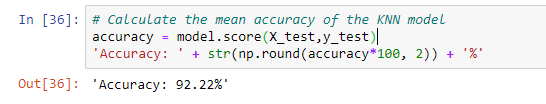 In [36]: # Calculate the mean accuracy of the KNN model
accuracy = model.score(X_test,y_test)
'Accuracy: ' + str(np.round(accuracy*100, 2)) + '%'
Out[36]: 'Accuracy: 92.22%'